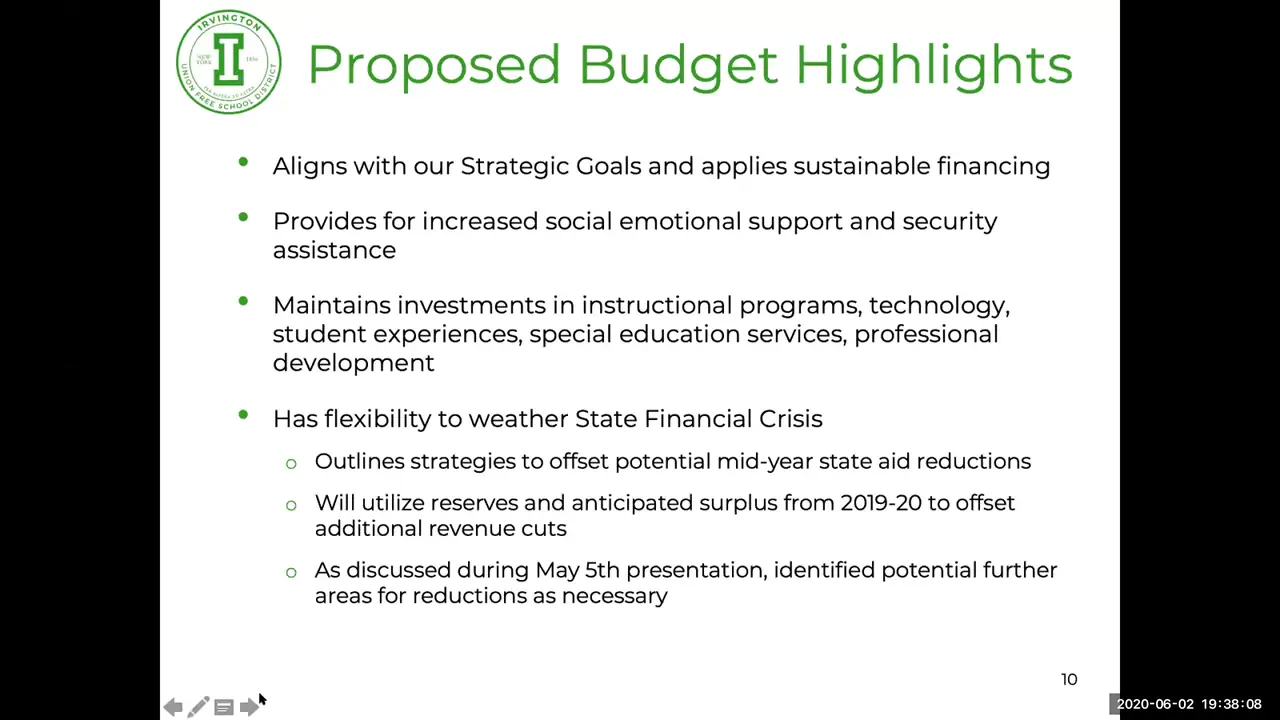 IRVINGTON
NEW YORK
1856
UNION FREE SCHOOL DISTRICT
Proposed Budget Highlights
• Aligns with our Strategic Goals and applies sustainable financing
• Provides for increased social emotional support and security
assistance
• Maintains investments in instructional programs, technology,
student experiences, special education services, professional
development
• Has flexibility to weather State Financial Crisis
o Outlines strategies to offset potential mid-year state aid reductions
o Will utilize reserves and anticipated surplus from 2019-20 to offset
additional revenue cuts
o As discussed during May 5th presentation, identified potential further
areas for reductions as necessary
10
2020-06-02 19:38:08